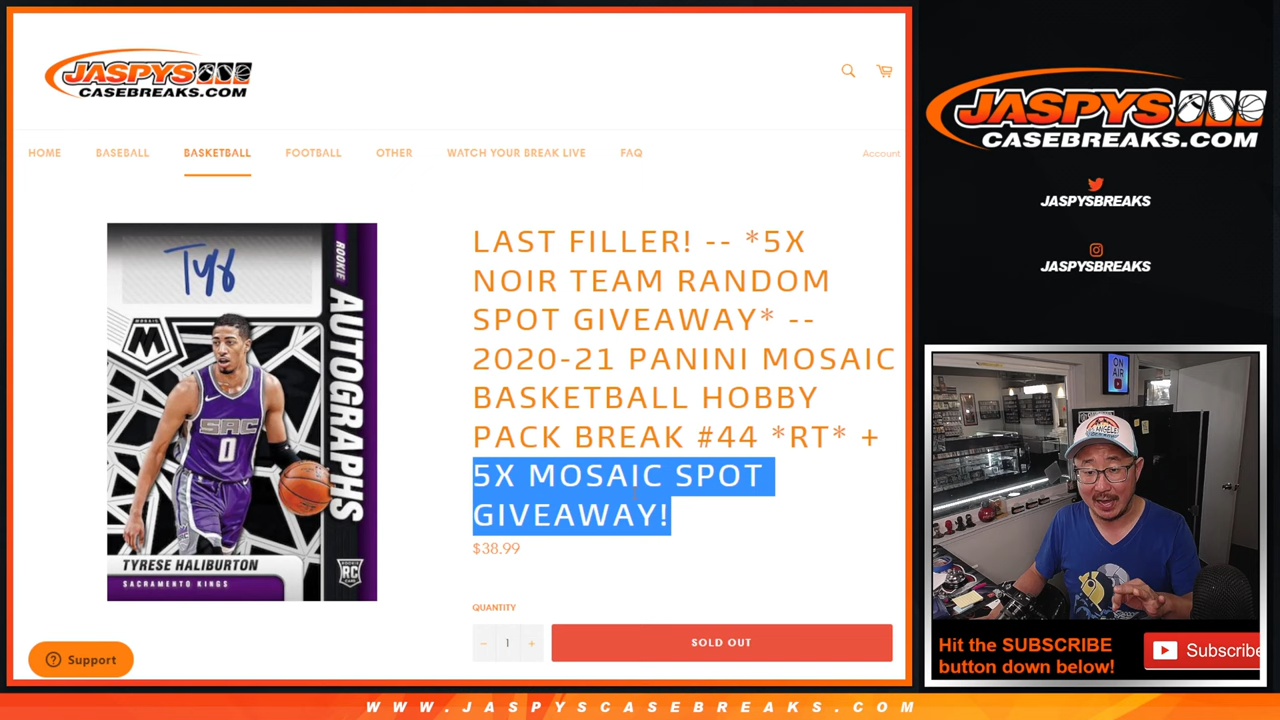 JASPYS
CASEBREAKS.COM
HOME
BASEBALL
BASKETBALL
FOOTBALL
OTHER
WATCH YOUR BREAK LIVE
FAQ
Account
ROOKIE
AUTOGRAPHS
MOSAIC
M
SAC
0
TYRESE HALIBURTON
SACRAMENTO KINGS
RC
LAST FILLER! -- *5X
NOIR TEAM RANDOM
SPOT GIVEAWAY* --
2020-21 PANINI MOSAIC
BASKETBALL HOBBY
PACK BREAK #44 *RT* +
5X MOSAIC SPOT
GIVEAWAY!
$38.99
QUANTITY
− 1 +
SOLD OUT
? Support
JASPYS
CASEBREAKS.COM
JASPYSBREAKS
JASPYSBREAKS
ON
AIR
Hit the SUBSCRIBE
button down below!
Subscribe
WWW.JASPYSCASEBREAKS.COM